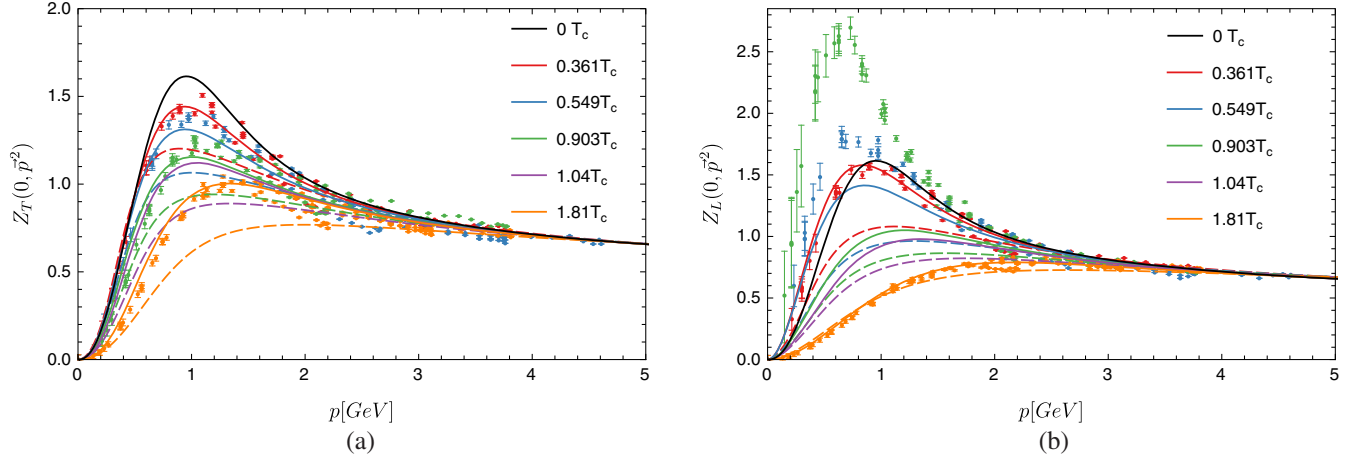 2.0
1.5
1.0
0.5
0.0
Z_T(0, p⃗²)
0 T_c
0.361T_c
0.549T_c
0.903T_c
1.04T_c
1.81T_c
0 1 2 3 4 5
p[GeV]
(a)
2.5
2.0
1.5
1.0
0.5
0.0
Z_L(0, p⃗²)
0 T_c
0.361T_c
0.549T_c
0.903T_c
1.04T_c
1.81T_c
0 1 2 3 4 5
p[GeV]
(b)